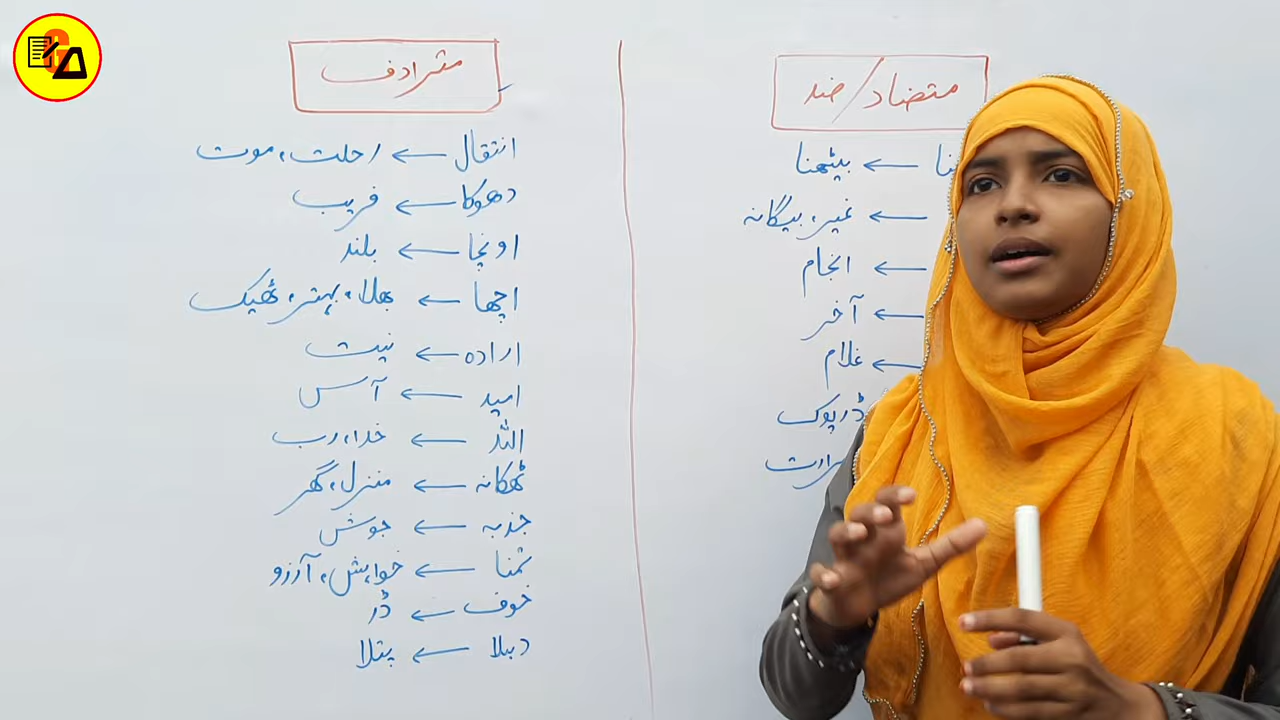 متضاد/ضد
بیٹھنا ←
← غیر، بیگانہ
← انجام
← آخر
← غلام
ڈرپوک
مترادف
انتقال ← رحلت، موت
دھوکا ← فریب
اونچا ← بلند
اچھا ← بھلا، بہتر، ٹھیک
ارادہ ← نیت
امید ← آس
اللہ ← خدا، رب
ٹھکانہ ← منزل، گھر
جذبہ ← جوش
تمنا ← خواہش، آرزو
خوف ← ڈر
دبلا ← پتلا